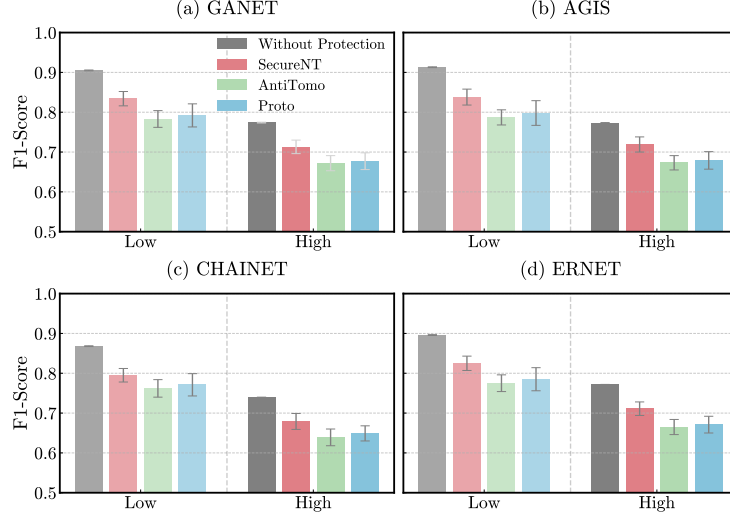 (a) GANET
(b) AGIS
F1-Score
1.0
0.9
0.8
0.7
0.6
0.5
Without Protection
SecureNT
AntiTomo
Proto
Low
High
Low
High
(c) CHAINET
(d) ERNET
F1-Score
1.0
0.9
0.8
0.7
0.6
0.5
Low
High
Low
High